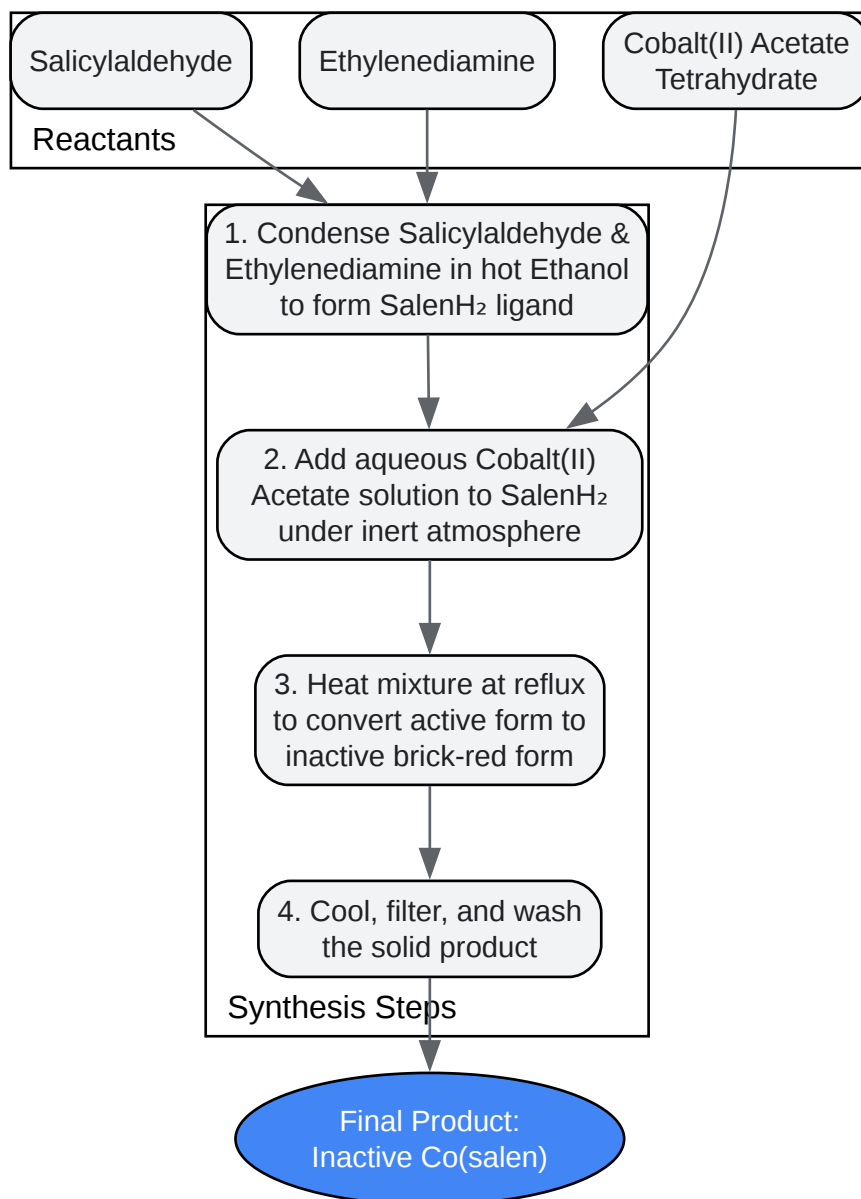 Salicylaldehyde
Ethylenediamine
Cobalt(II) Acetate
Tetrahydrate
Reactants
1. Condense Salicylaldehyde &
Ethylenediamine in hot Ethanol
to form SalenH₂ ligand
2. Add aqueous Cobalt(II)
Acetate solution to SalenH₂
under inert atmosphere
3. Heat mixture at reflux
to convert active form to
inactive brick-red form
4. Cool, filter, and wash
the solid product
Synthesis Steps
Final Product:
Inactive Co(salen)